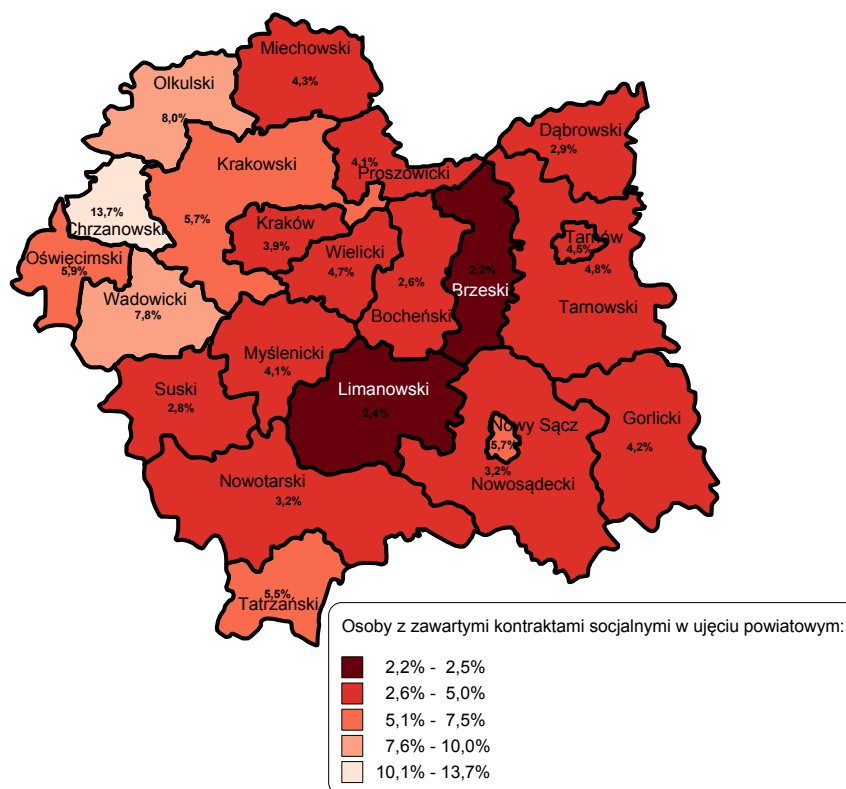 Miechowski
4,3%
Olkulski
8,0%
Dąbrowski
2,9%
Krakowski
5,7%
4,1%
Proszowicki
13,7%
Chrzanowski
Kraków
3,9%
Tarnów
4,5%
4,8%
Tarnowski
Oświęcimski
5,9%
Wielicki
4,7%
2,6%
Bocheński
2,2%
Brzeski
Wadowicki
7,8%
Myślenicki
4,1%
Limanowski
2,4%
Suski
2,8%
Nowy Sącz
5,7%
3,2%
Nowosądecki
Gorlicki
4,2%
Nowotarski
3,2%
5,5%
Tatrzański
Osoby z zawartymi kontraktami socjalnymi w ujęciu powiatowym:
2,2% - 2,5%
2,6% - 5,0%
5,1% - 7,5%
7,6% - 10,0%
10,1% - 13,7%